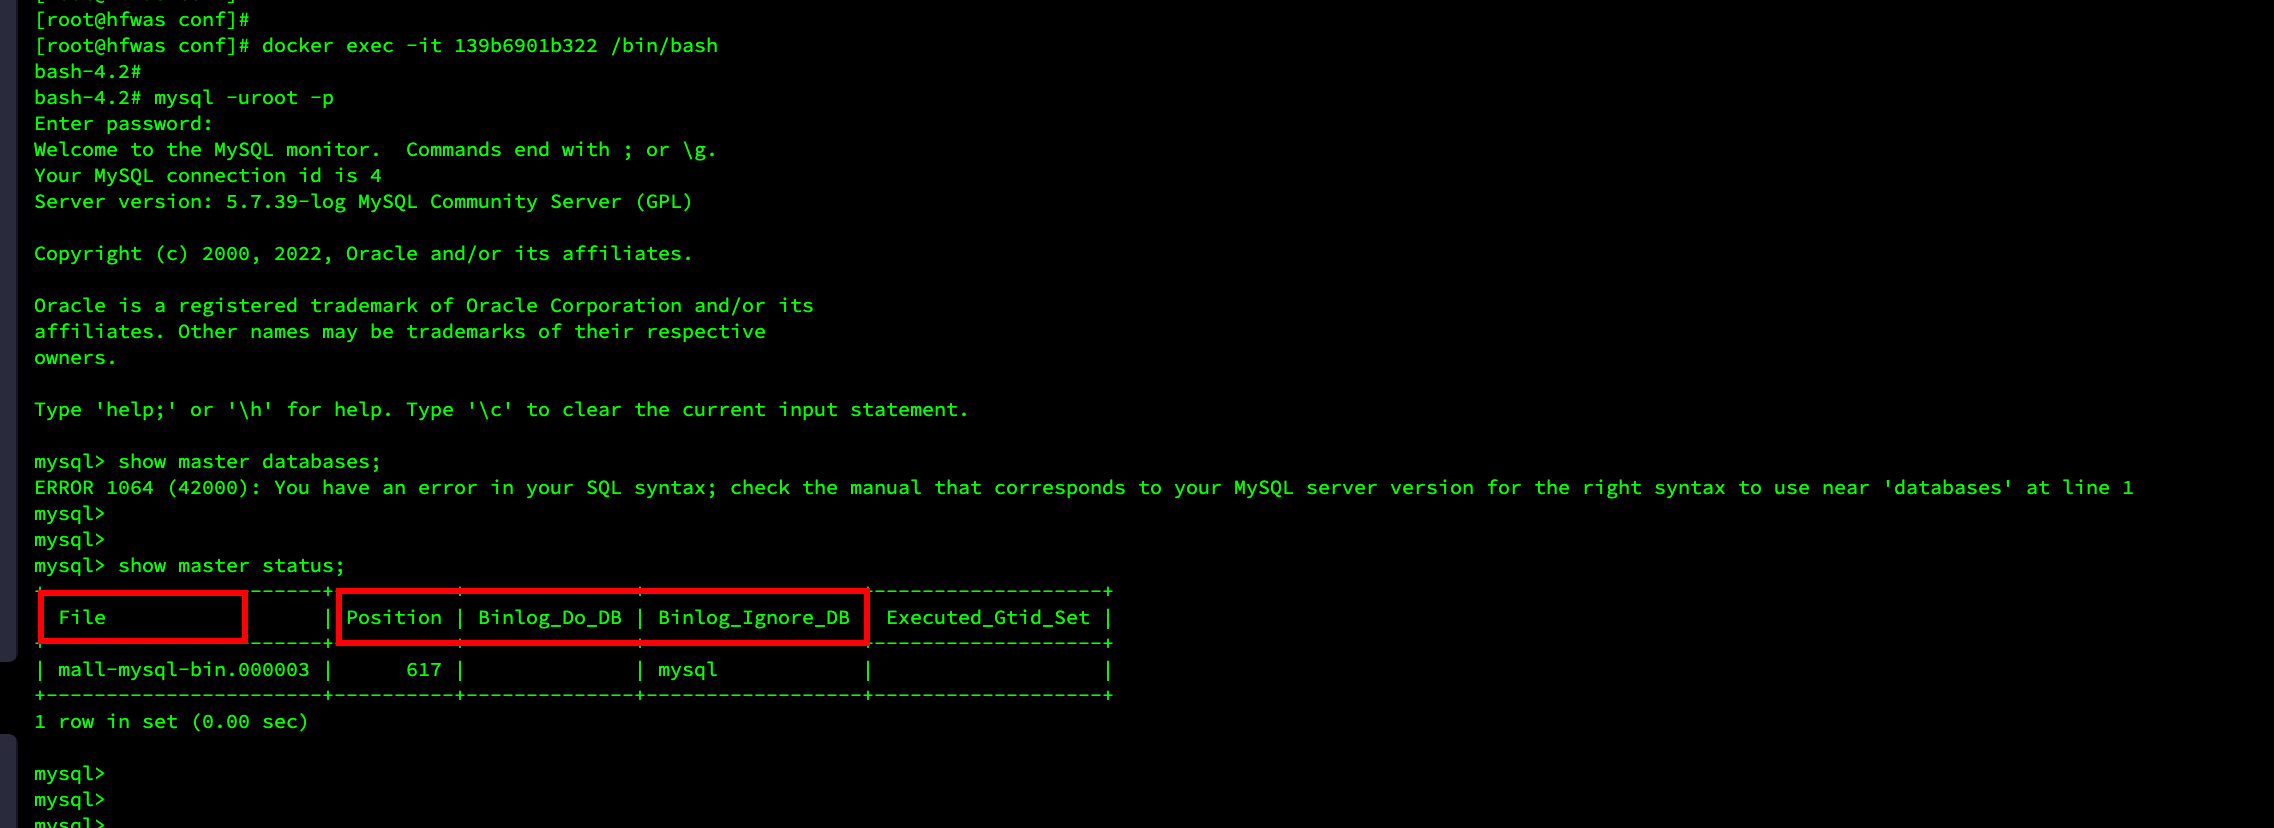 [root@hfwas conf]#
[root@hfwas conf]# docker exec -it 139b6901b322 /bin/bash
bash-4.2#
bash-4.2# mysql -uroot -p
Enter password:
Welcome to the MySQL monitor.  Commands end with ; or \g.
Your MySQL connection id is 4
Server version: 5.7.39-log MySQL Community Server (GPL)
Copyright (c) 2000, 2022, Oracle and/or its affiliates.
Oracle is a registered trademark of Oracle Corporation and/or its
affiliates. Other names may be trademarks of their respective
owners.
Type 'help;' or '\h' for help. Type '\c' to clear the current input statement.
mysql> show master databases;
ERROR 1064 (42000): You have an error in your SQL syntax; check the manual that corresponds to your MySQL server version for the right syntax to use near 'databases' at line 1
mysql>
mysql>
mysql> show master status;
File | Position | Binlog_Do_DB | Binlog_Ignore_DB | Executed_Gtid_Set |
| mall-mysql-bin.000003 | 617 | | mysql | |
1 row in set (0.00 sec)
mysql>
mysql>
mysql>